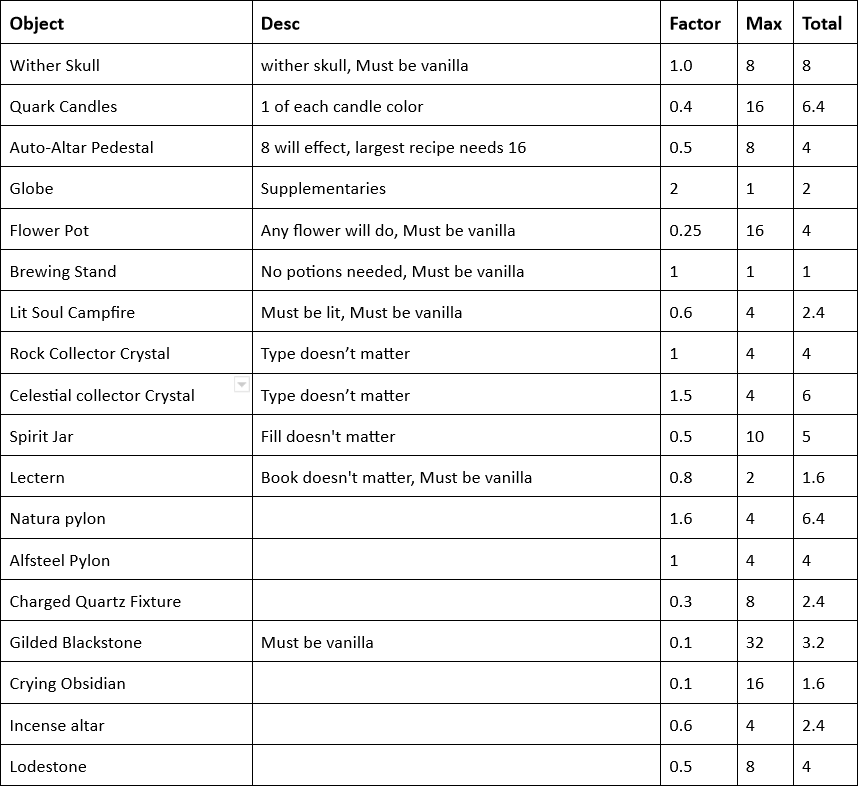 Object Desc Factor Max Total
Wither Skull wither skull, Must be vanilla 1.0 8 8
Quark Candles 1 of each candle color 0.4 16 6.4
Auto-Altar Pedestal 8 will effect, largest recipe needs 16 0.5 8 4
Globe Supplementaries 2 1 2
Flower Pot Any flower will do, Must be vanilla 0.25 16 4
Brewing Stand No potions needed, Must be vanilla 1 1 1
Lit Soul Campfire Must be lit, Must be vanilla 0.6 4 2.4
Rock Collector Crystal Type doesn’t matter 1 4 4
Celestial collector Crystal Type doesn’t matter 1.5 4 6
Spirit Jar Fill doesn't matter 0.5 10 5
Lectern Book doesn't matter, Must be vanilla 0.8 2 1.6
Natura pylon 1.6 4 6.4
Alfsteel Pylon 1 4 4
Charged Quartz Fixture 0.3 8 2.4
Gilded Blackstone Must be vanilla 0.1 32 3.2
Crying Obsidian 0.1 16 1.6
Incense altar 0.6 4 2.4
Lodestone 0.5 8 4